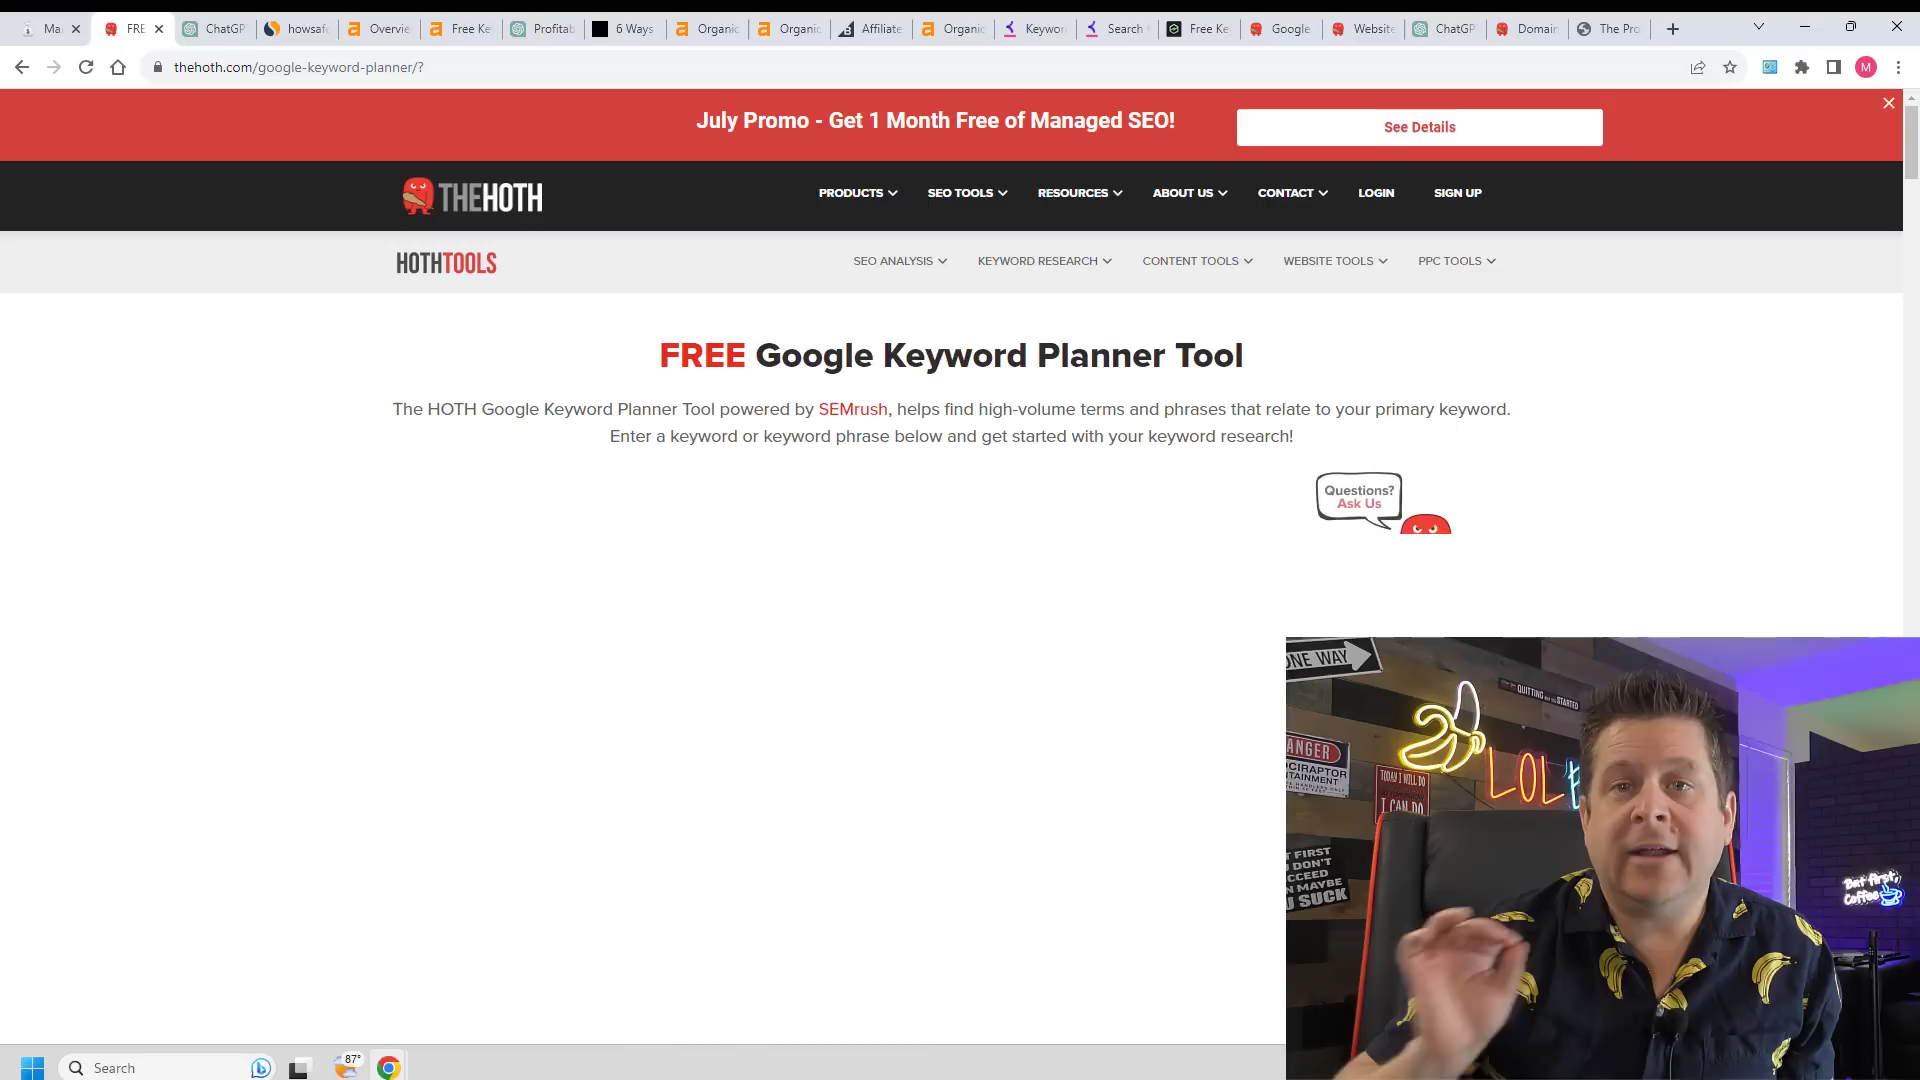 Ma
FRE
ChatGP
howsafe
Overvie
Free Ke
Profitab
6 Ways
Organic
Organic
Affiliate
Organic
Keywor
Search
Free Ke
Google
Website
ChatGP
Domain
The Pro
thehoth.com/google-keyword-planner/?
M
July Promo - Get 1 Month Free of Managed SEO!
See Details
THEHOTH
PRODUCTS
SEO TOOLS
RESOURCES
ABOUT US
CONTACT
LOGIN
SIGN UP
HOTHTOOLS
SEO ANALYSIS
KEYWORD RESEARCH
CONTENT TOOLS
WEBSITE TOOLS
PPC TOOLS
FREE Google Keyword Planner Tool
The HOTH Google Keyword Planner Tool powered by SEMrush, helps find high-volume terms and phrases that relate to your primary keyword.
Enter a keyword or keyword phrase below and get started with your keyword research!
Questions?
Ask Us
ONE WAY
QUITTING
STARTED
ANGER
CIRAPTOR
TAINMENT
TODAY I WILL DO
I CAN DO
LOL
T FIRST
U DON'T
CCEED
N MAYBE
U SUCK
But first,
Coffee
Search
87°